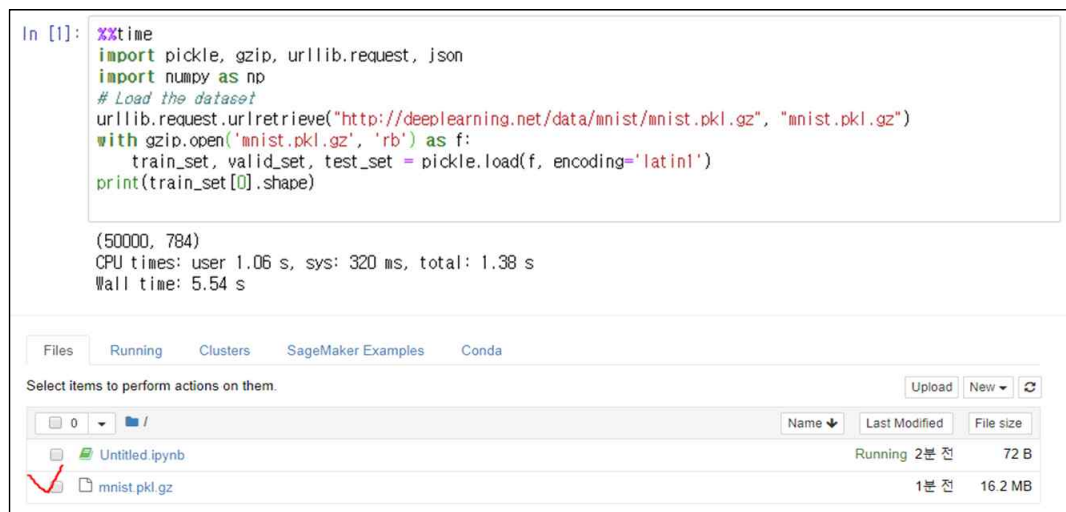 In [1]: %%time
import pickle, gzip, urllib.request, json
import numpy as np
# Load the dataset
urllib.request.urlretrieve("http://deeplearning.net/data/mnist/mnist.pkl.gz", "mnist.pkl.gz")
with gzip.open('mnist.pkl.gz', 'rb') as f:
    train_set, valid_set, test_set = pickle.load(f, encoding='latin1')
print(train_set[0].shape)
(50000, 784)
CPU times: user 1.06 s, sys: 320 ms, total: 1.38 s
Wall time: 5.54 s
Files Running Clusters SageMaker Examples Conda
Select items to perform actions on them. Upload New
0 / Name Last Modified File size
Untitled.ipynb Running 2분 전 72 B
mnist.pkl.gz 1분 전 16.2 MB